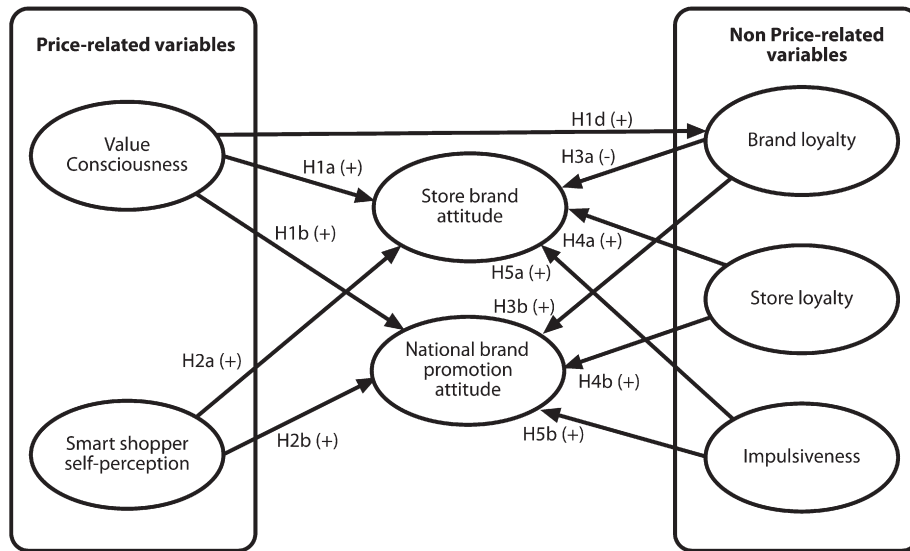 Price-related variables
Non Price-related
variables
Value
Consciousness
Smart shopper
self-perception
Store brand
attitude
National brand
promotion
attitude
Brand loyalty
Store loyalty
Impulsiveness
H1d (+)
H1a (+)
H3a (-)
H1b (+)
H4a (+)
H5a (+)
H3b (+)
H2a (+)
H4b (+)
H2b (+)
H5b (+)